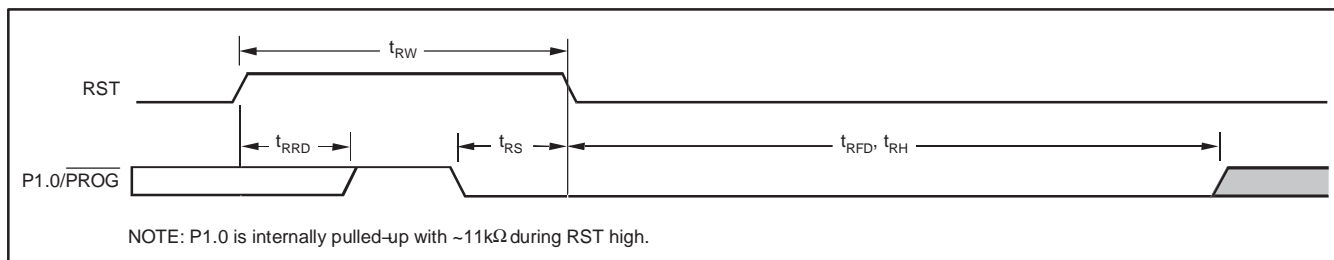 t_RW
RST
t_RRD
t_RS
t_RFD, t_RH
P1.0/PROG
NOTE: P1.0 is internally pulled-up with ~11kΩ during RST high.